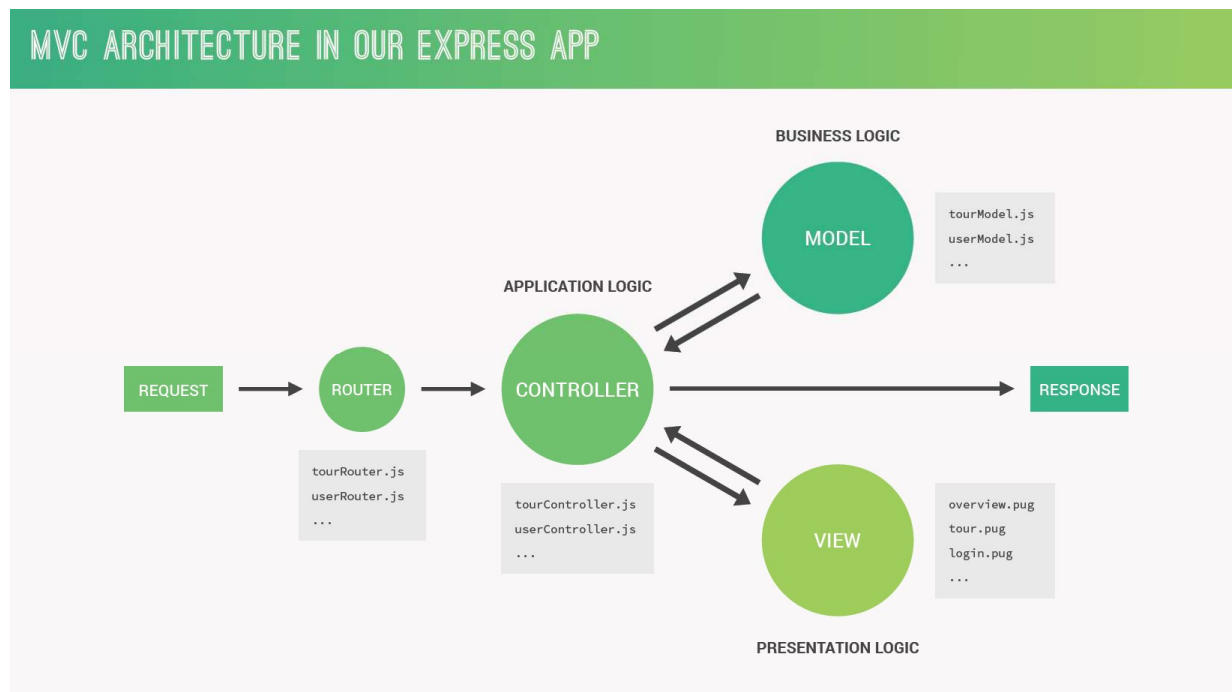 MVC ARCHITECTURE IN OUR EXPRESS APP
BUSINESS LOGIC
MODEL
tourModel.js
userModel.js
...
APPLICATION LOGIC
REQUEST
ROUTER
CONTROLLER
RESPONSE
tourRouter.js
userRouter.js
...
tourController.js
userController.js
...
VIEW
overview.pug
tour.pug
login.pug
...
PRESENTATION LOGIC